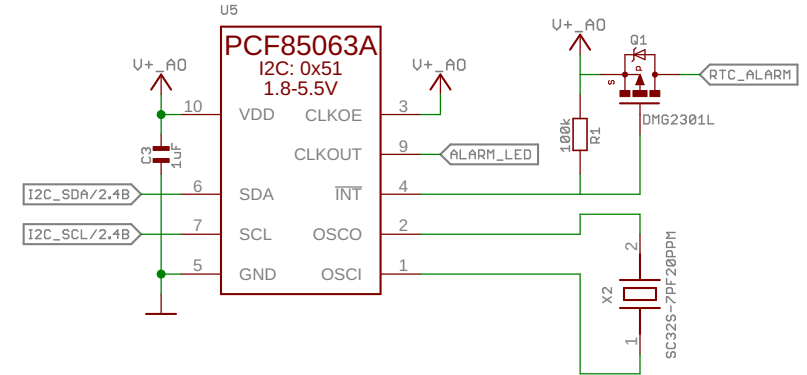 U5
PCF85063A
I2C: 0x51
1.8-5.5V
V+_AO
V+_AO
V+_AO
Q1
S
P
RTC_ALARM
DMG2301L
10
VDD
CLKOE
3
C3
1uF
100k
R1
CLKOUT
9
ALARM_LED
I2C_SDA/2.4B
6
SDA
INT
4
I2C_SCL/2.4B
7
SCL
OSCO
2
5
GND
OSCI
1
2
X2
1
SC32S-7PF20PPM